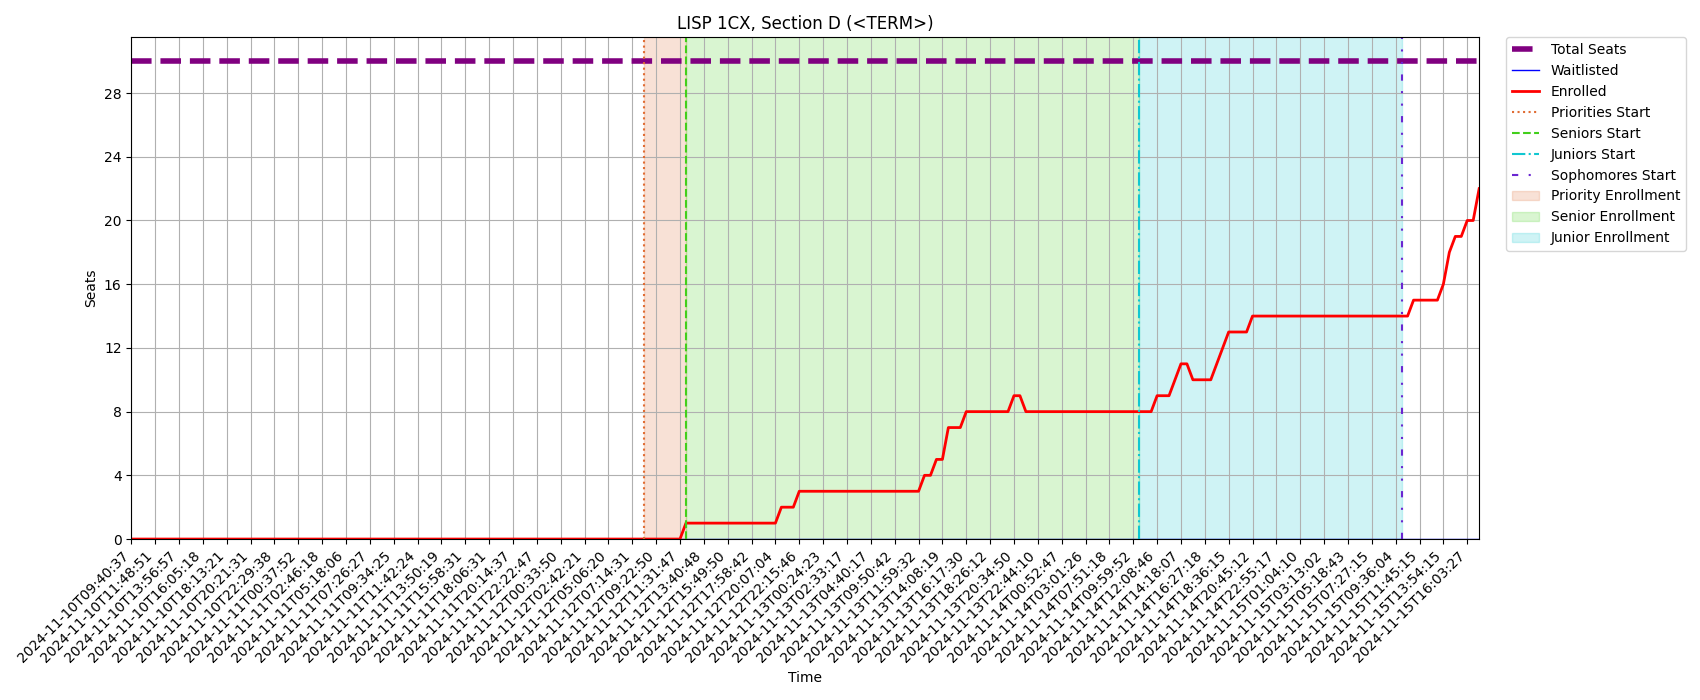 LISP 1CX, Section D (<TERM>)
Total Seats
Waitlisted
Enrolled
Priorities Start
Seniors Start
Juniors Start
Sophomores Start
Priority Enrollment
Senior Enrollment
Junior Enrollment
Seats
28
24
20
16
12
8
4
0
2024-11-10T09:40:37
2024-11-10T11:48:51
2024-11-10T13:56:57
2024-11-10T16:05:18
2024-11-10T18:13:21
2024-11-10T20:21:31
2024-11-10T22:29:38
2024-11-11T00:37:52
2024-11-11T02:46:18
2024-11-11T05:18:06
2024-11-11T07:26:27
2024-11-11T09:34:25
2024-11-11T11:42:24
2024-11-11T13:50:19
2024-11-11T15:58:31
2024-11-11T18:06:31
2024-11-11T20:14:37
2024-11-11T22:22:47
2024-11-12T00:33:50
2024-11-12T02:42:21
2024-11-12T05:06:20
2024-11-12T07:14:31
2024-11-12T09:22:50
2024-11-12T11:31:47
2024-11-12T13:40:48
2024-11-12T15:49:50
2024-11-12T17:58:42
2024-11-12T20:07:04
2024-11-12T22:15:46
2024-11-13T00:24:23
2024-11-13T02:33:17
2024-11-13T04:40:17
2024-11-13T09:50:42
2024-11-13T11:59:32
2024-11-13T14:08:19
2024-11-13T16:17:30
2024-11-13T18:26:12
2024-11-13T20:34:50
2024-11-13T22:44:10
2024-11-14T00:52:47
2024-11-14T03:01:26
2024-11-14T07:51:18
2024-11-14T09:59:52
2024-11-14T12:08:46
2024-11-14T14:18:07
2024-11-14T16:27:18
2024-11-14T18:36:15
2024-11-14T20:45:12
2024-11-14T22:55:17
2024-11-15T01:04:10
2024-11-15T03:13:02
2024-11-15T05:18:43
2024-11-15T07:27:15
2024-11-15T09:36:04
2024-11-15T11:45:15
2024-11-15T13:54:15
2024-11-15T16:03:27
Time